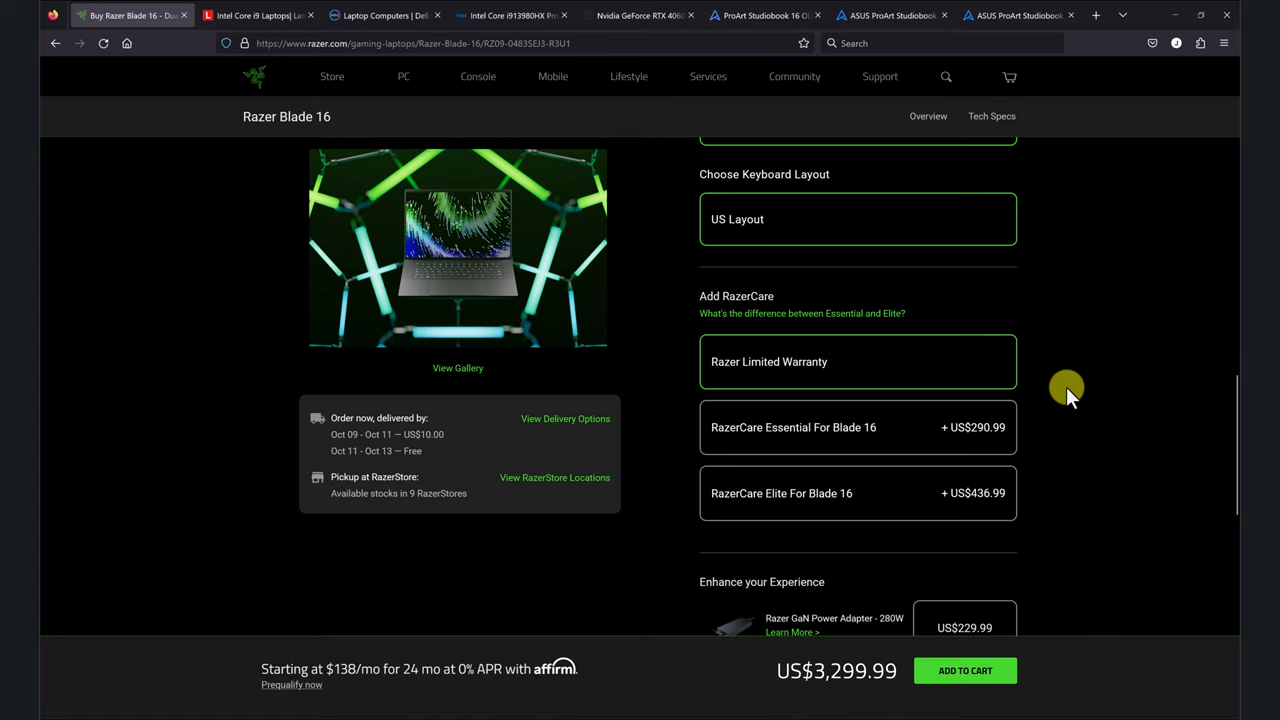 Buy Razer Blade 16 - Dua
Intel Core i9 Laptops| Lat
Laptop Computers | Dell
Intel Core i913980HX Pro
Nvidia GeForce RTX 4060
ProArt Studiobook 16 OL
ASUS ProArt Studiobook
ASUS ProArt Studiobook
https://www.razer.com/gaming-laptops/Razer-Blade-16/RZ09-0483SEJ3-R3U1
Search
Store
PC
Console
Mobile
Lifestyle
Services
Community
Support
Razer Blade 16
Overview
Tech Specs
View Gallery
Order now, delivered by:
View Delivery Options
Oct 09 - Oct 11 — US$10.00
Oct 11 - Oct 13 — Free
Pickup at RazerStore:
View RazerStore Locations
Available stocks in 9 RazerStores
Choose Keyboard Layout
US Layout
Add RazerCare
What's the difference between Essential and Elite?
Razer Limited Warranty
RazerCare Essential For Blade 16
+ US$290.99
RazerCare Elite For Blade 16
+ US$436.99
Enhance your Experience
Razer GaN Power Adapter - 280W
Learn More >
US$229.99
Starting at $138/mo for 24 mo at 0% APR with affirm.
Prequalify now
US$3,299.99
ADD TO CART